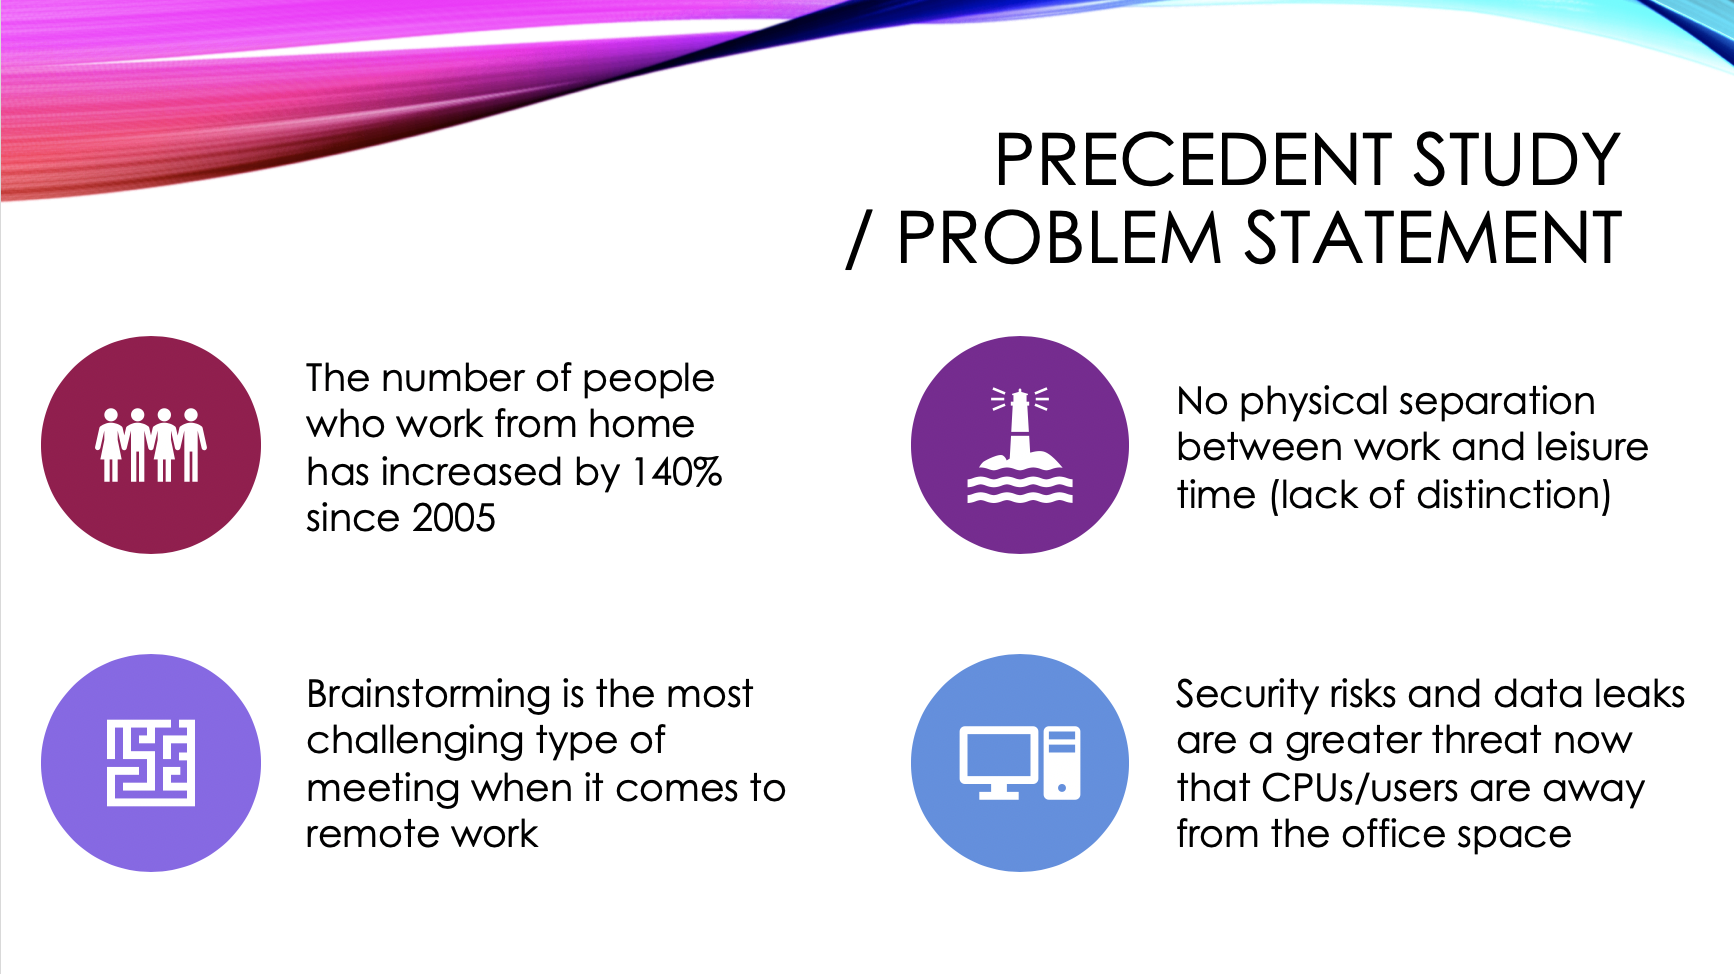 PRECEDENT STUDY
/ PROBLEM STATEMENT
The number of people
who work from home
has increased by 140%
since 2005
No physical separation
between work and leisure
time (lack of distinction)
Brainstorming is the most
challenging type of
meeting when it comes to
remote work
Security risks and data leaks
are a greater threat now
that CPUs/users are away
from the office space